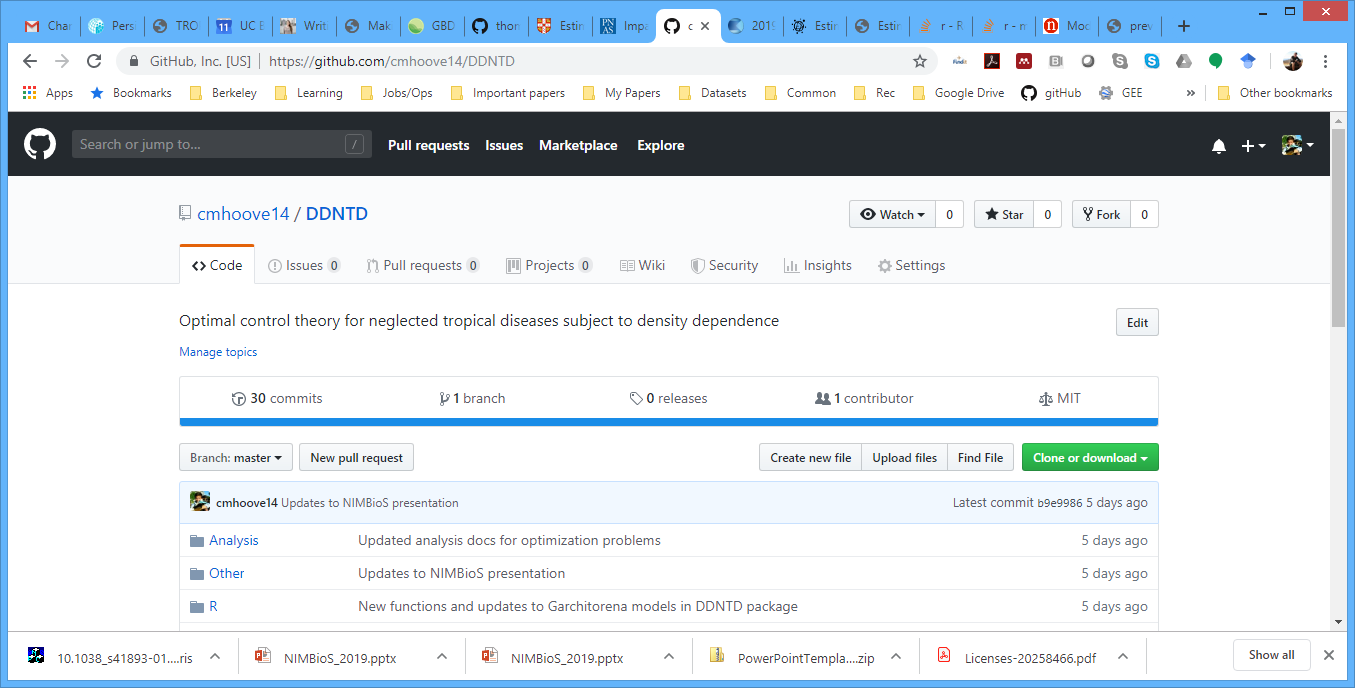 Char Pers TRO UC B Writ Mak GBD thon Estin Impa c 2019 Estin Estin r - R r - n Moc prev
GitHub, Inc. [US] | https://github.com/cmhoove14/DDNTD
Apps Bookmarks Berkeley Learning Jobs/Ops Important papers My Papers Datasets Common Rec Google Drive gitHub GEE » Other bookmarks
Search or jump to... / Pull requests Issues Marketplace Explore
cmhoove14 / DDNTD Watch 0 Star 0 Fork 0
Code Issues 0 Pull requests 0 Projects 0 Wiki Security Insights Settings
Optimal control theory for neglected tropical diseases subject to density dependence Edit
Manage topics
30 commits 1 branch 0 releases 1 contributor MIT
Branch: master New pull request Create new file Upload files Find File Clone or download
cmhoove14 Updates to NIMBioS presentation Latest commit b9e9986 5 days ago
Analysis Updated analysis docs for optimization problems 5 days ago
Other Updates to NIMBioS presentation 5 days ago
R New functions and updates to Garchitorena models in DDNTD package 5 days ago
10.1038_s41893-01....ris NIMBioS_2019.pptx NIMBioS_2019.pptx PowerPointTempla....zip Licenses-20258466.pdf Show all